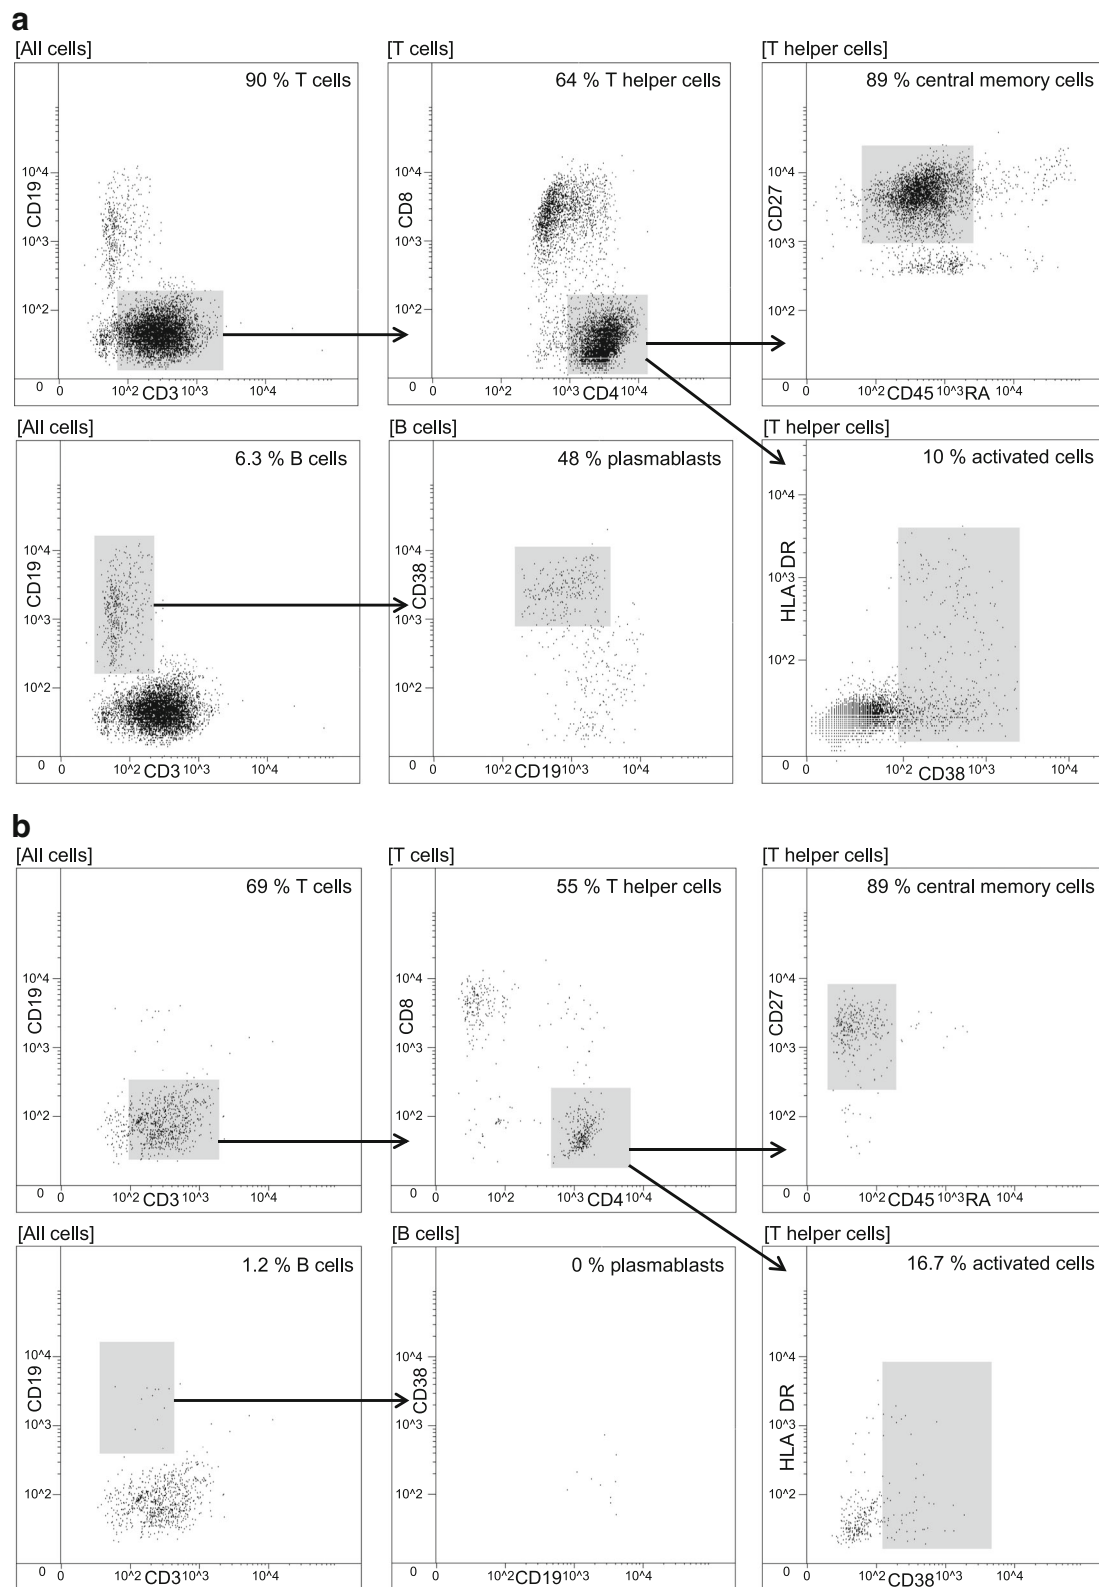 a
[All cells]
90 % T cells
CD19
10^4
10^3
10^2
0
0
10^2
CD3
10^3
10^4
[T cells]
64 % T helper cells
CD8
10^4
10^3
10^2
0
0
10^3
CD4
10^4
[T helper cells]
89 % central memory cells
CD27
10^4
10^3
10^2
0
0
10^2
CD45 RA
10^3
10^4
[All cells]
6.3 % B cells
CD19
10^4
10^3
10^2
0
0
10^2
CD3
10^3
10^4
[B cells]
48 % plasmablasts
CD38
10^4
10^3
10^2
0
0
10^2
CD19
10^3
10^4
[T helper cells]
10 % activated cells
HLA DR
10^4
10^3
10^2
0
0
10^2
CD38
10^3
10^4
b
[All cells]
69 % T cells
CD19
10^4
10^3
10^2
0
0
10^2
CD3
10^3
10^4
[T cells]
55 % T helper cells
CD8
10^4
10^3
10^2
0
0
10^2
10^3
CD4
10^4
[T helper cells]
89 % central memory cells
CD27
10^4
10^3
10^2
0
0
10^2
CD45 RA
10^3
10^4
[All cells]
1.2 % B cells
CD19
10^4
10^3
10^2
0
0
10^2
CD3
10^3
10^4
[B cells]
0 % plasmablasts
CD38
10^4
10^3
10^2
0
0
10^2
CD19
10^3
10^4
[T helper cells]
16.7 % activated cells
HLA DR
10^4
10^3
10^2
0
0
10^2
CD38
10^3
10^4